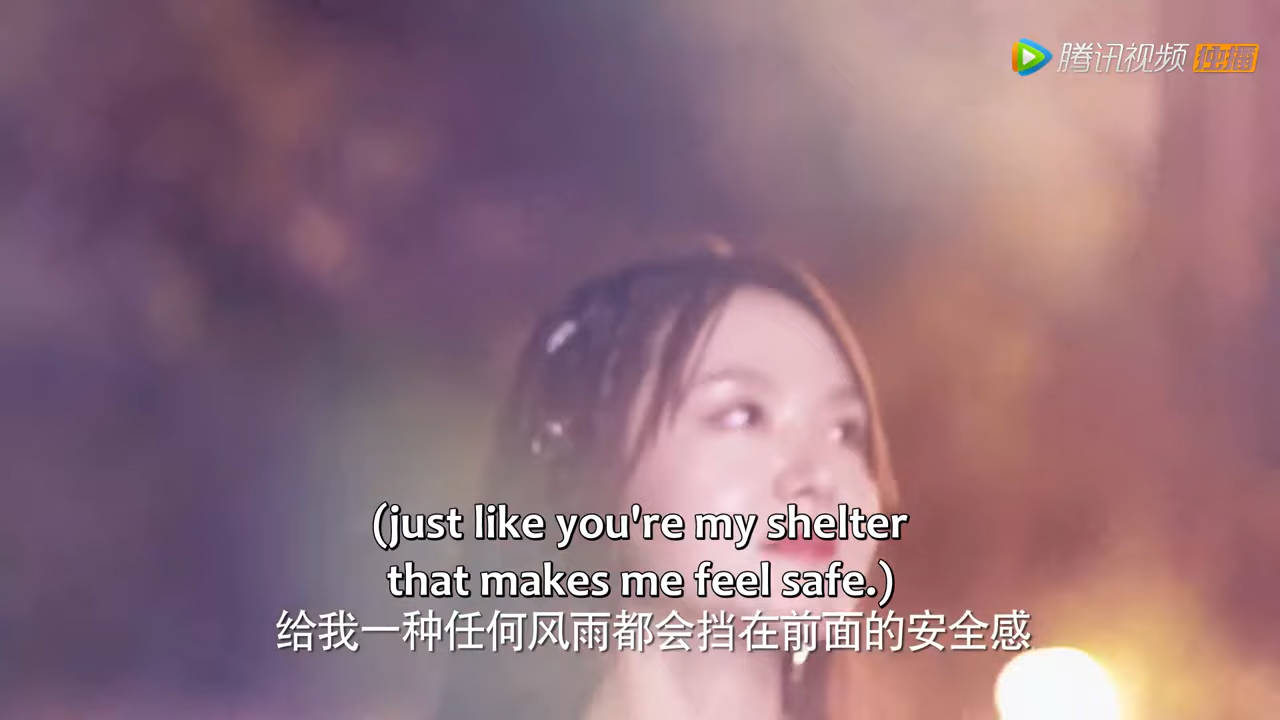 腾讯视频 独播
(just like you're my shelter
that makes me feel safe.)
给我一种任何风雨都会挡在前面的安全感